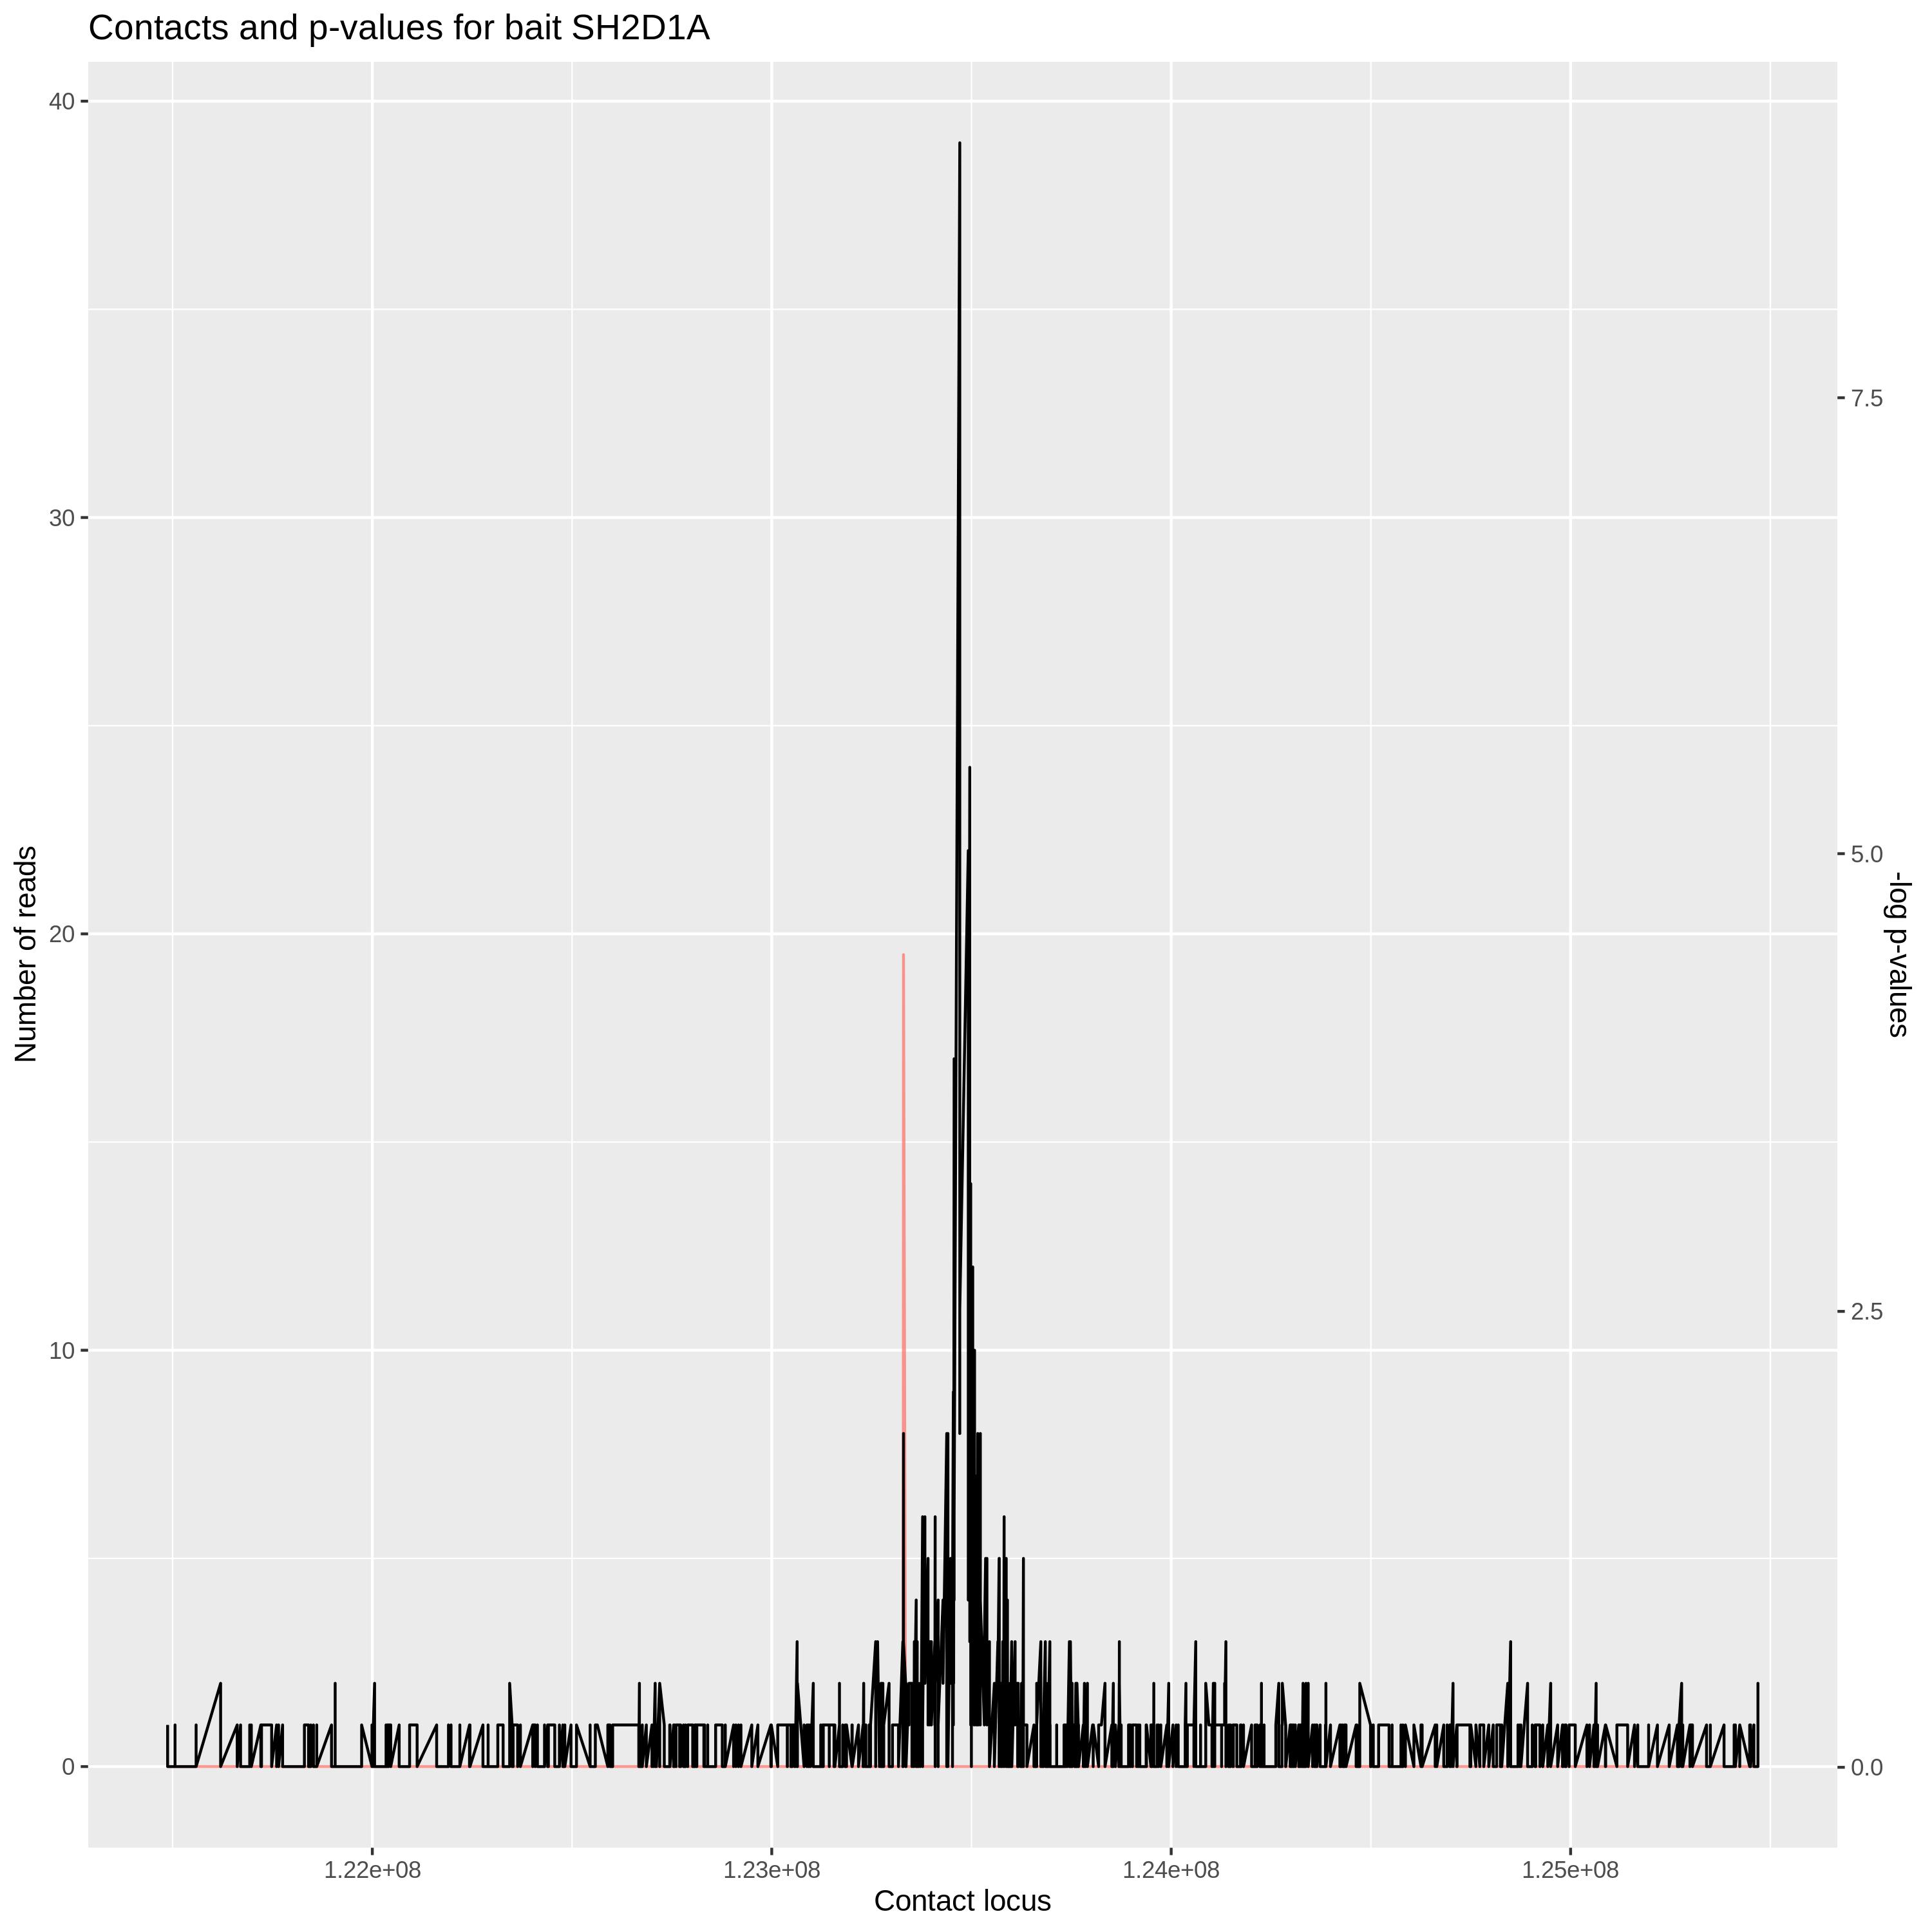 Contacts and p-values for bait SH2D1A
40
30
20
10
0
Number of reads
7.5
5.0
2.5
0.0
-log p-values
1.22e+08
1.23e+08
1.24e+08
1.25e+08
Contact locus